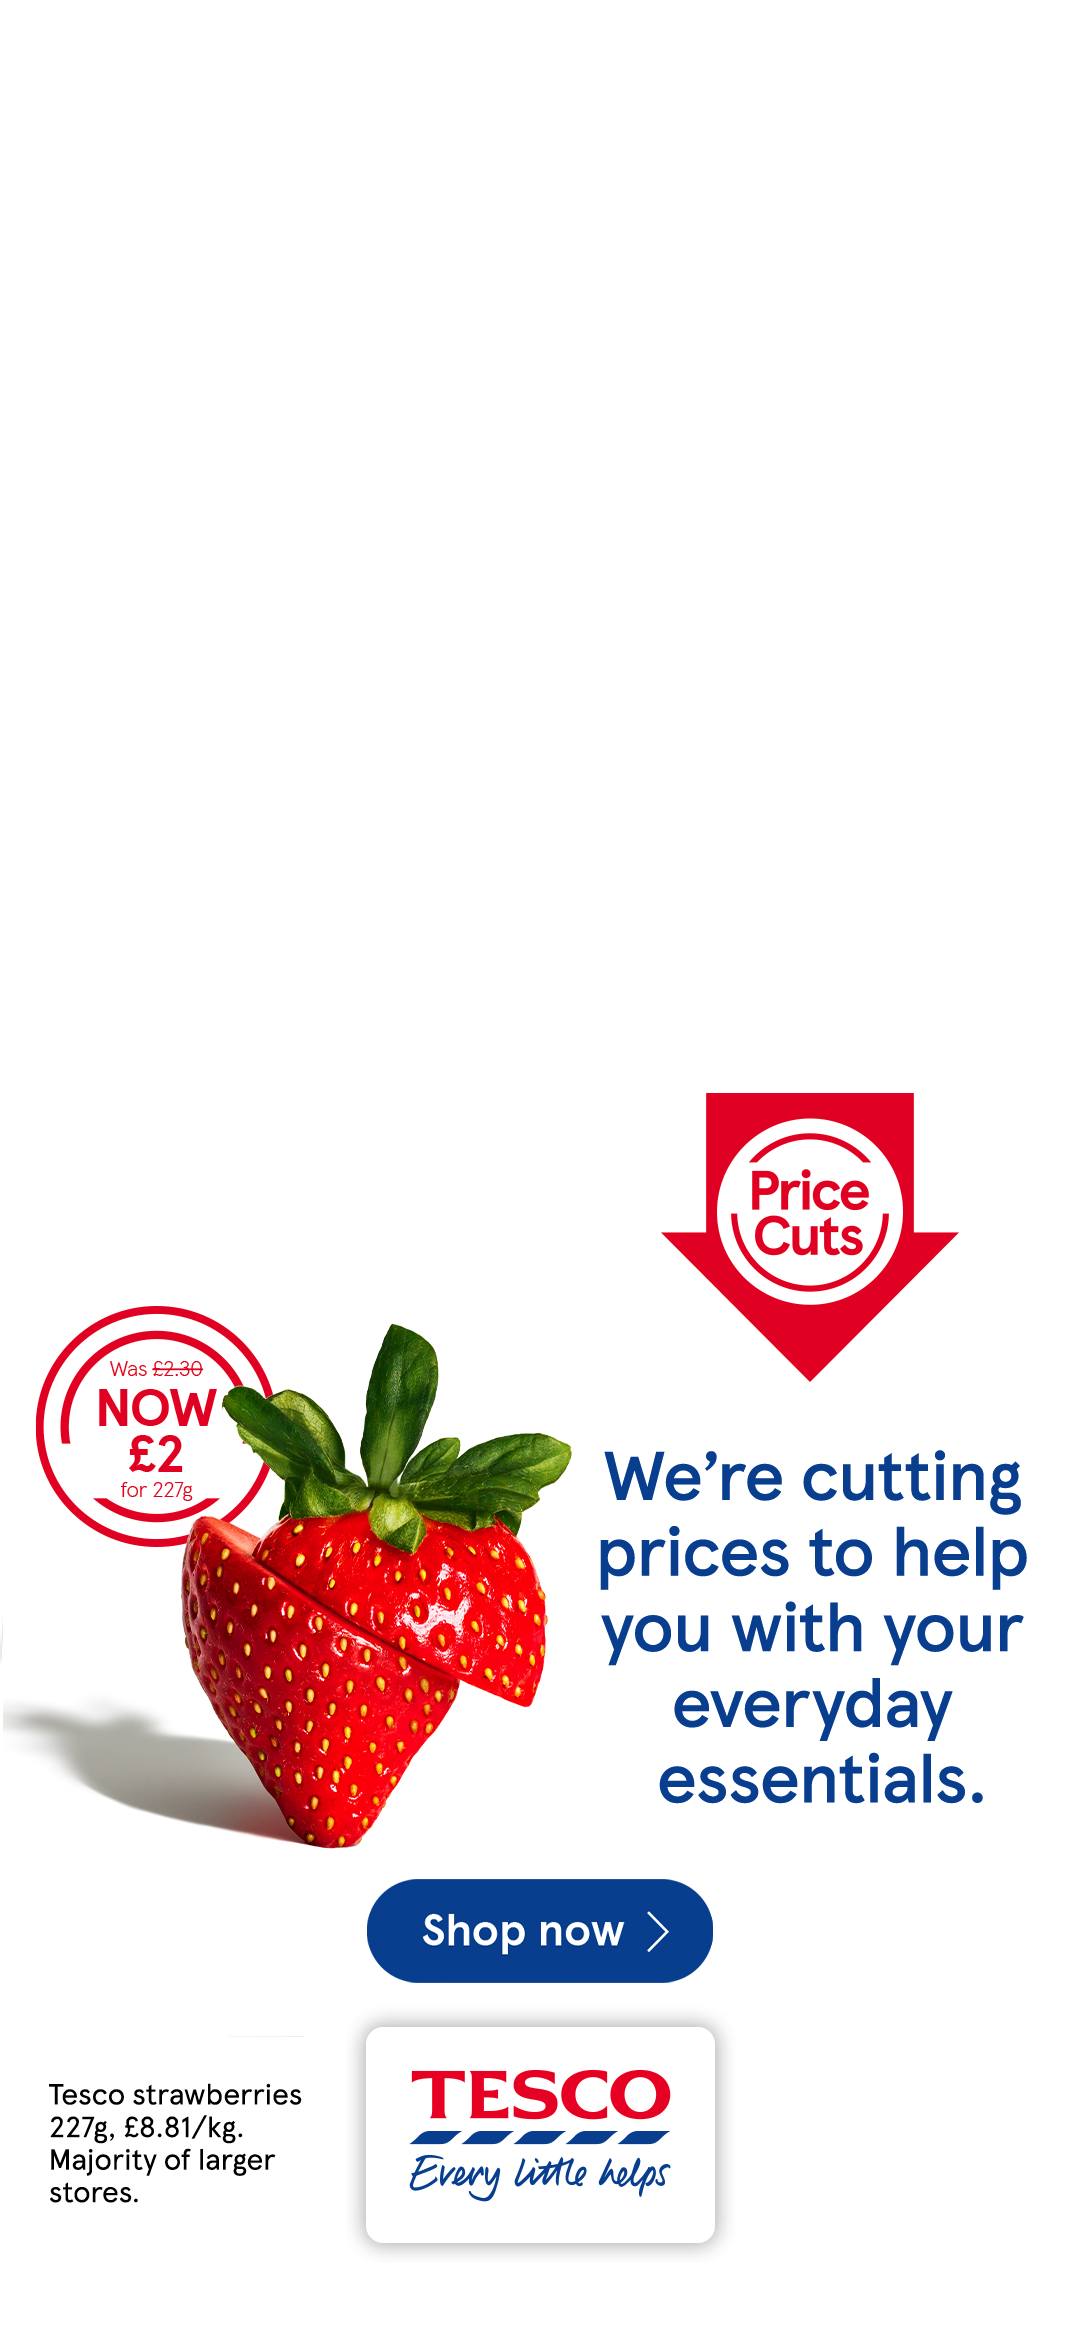 Price
Cuts
Was £2.30
NOW
£2
for 227g
We’re cutting
prices to help
you with your
everyday
essentials.
Shop now
Tesco strawberries
227g, £8.81/kg.
Majority of larger
stores.
TESCO
Every little helps